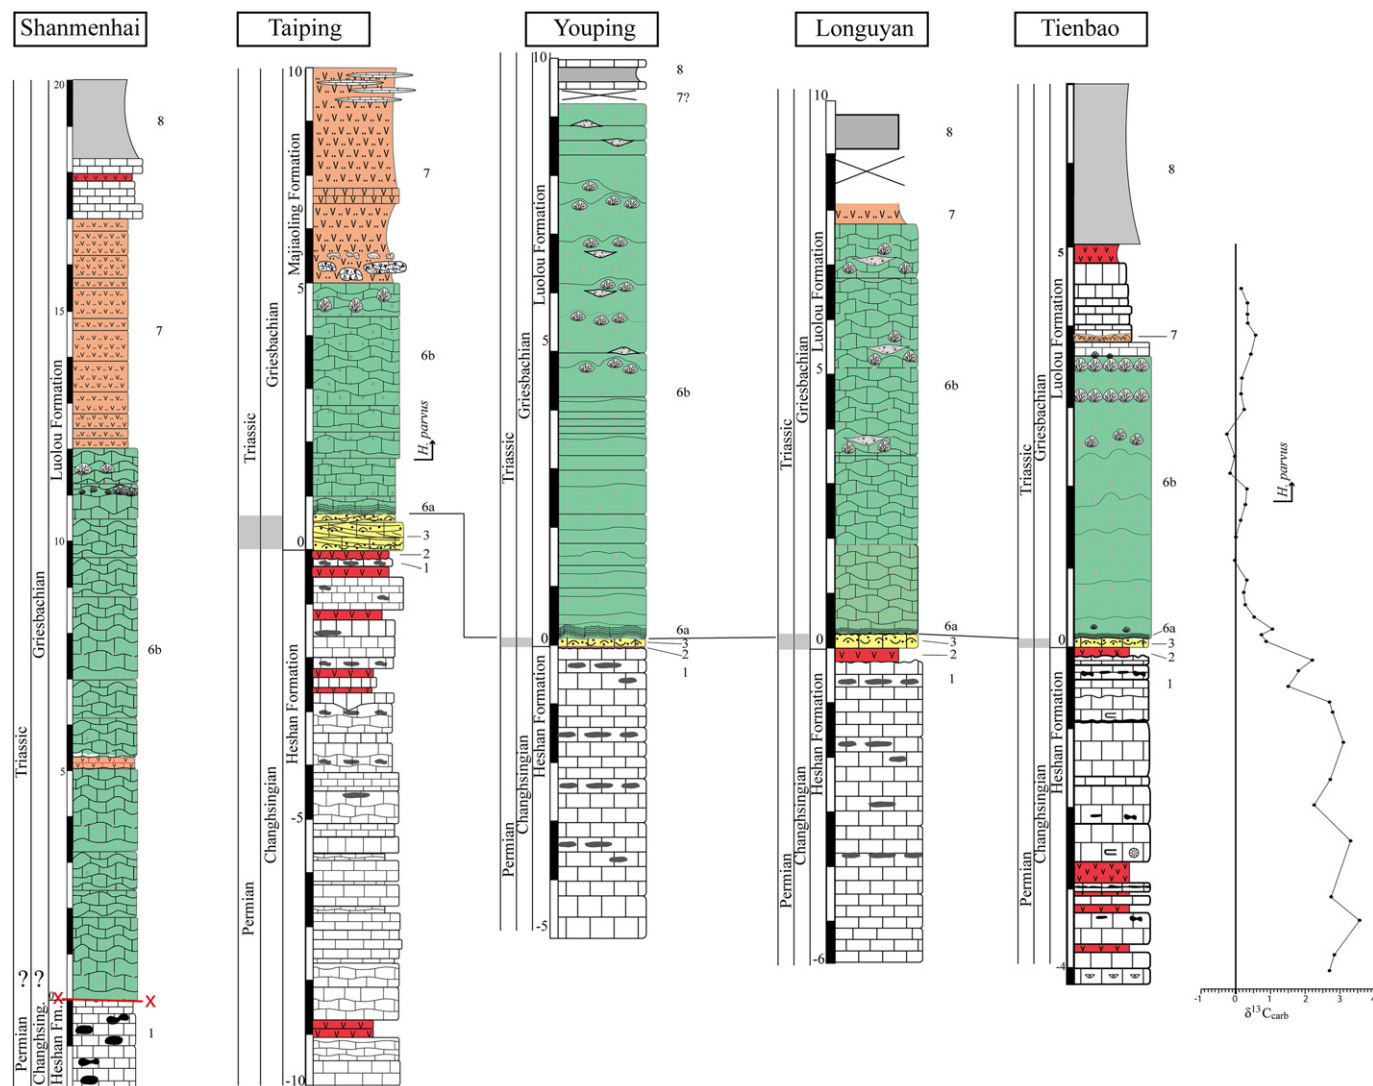 Shanmenhai
Taiping
Youping
Longuyan
Tienbao
20
15
10
5
0
8
7
6b
1
X
X
Luolou Formation
Griesbachian
Triassic
? ?
Permian
Changhsing.
Heshan Fm.
10
5
0
-5
-10
7
6b
6a
3
2
1
H. parvus
Majiaoling Formation
Griesbachian
Triassic
Heshan Formation
Changhsingian
Permian
10
5
0
-5
8
7?
6b
6a
3
2
1
Luolou Formation
Griesbachian
Triassic
Heshan Formation
Changhsingian
Permian
10
5
0
-6
8
7
6b
6a
3
2
1
Luolou Formation
Griesbachian
Triassic
Heshan Formation
Changhsingian
Permian
5
0
-4
8
7
6b
6a
3
2
1
H. parvus
Luolou Formation
Griesbachian
Triassic
Heshan Formation
Changhsingian
Permian
-1 0 1 2 3 4
δ¹³Ccarb